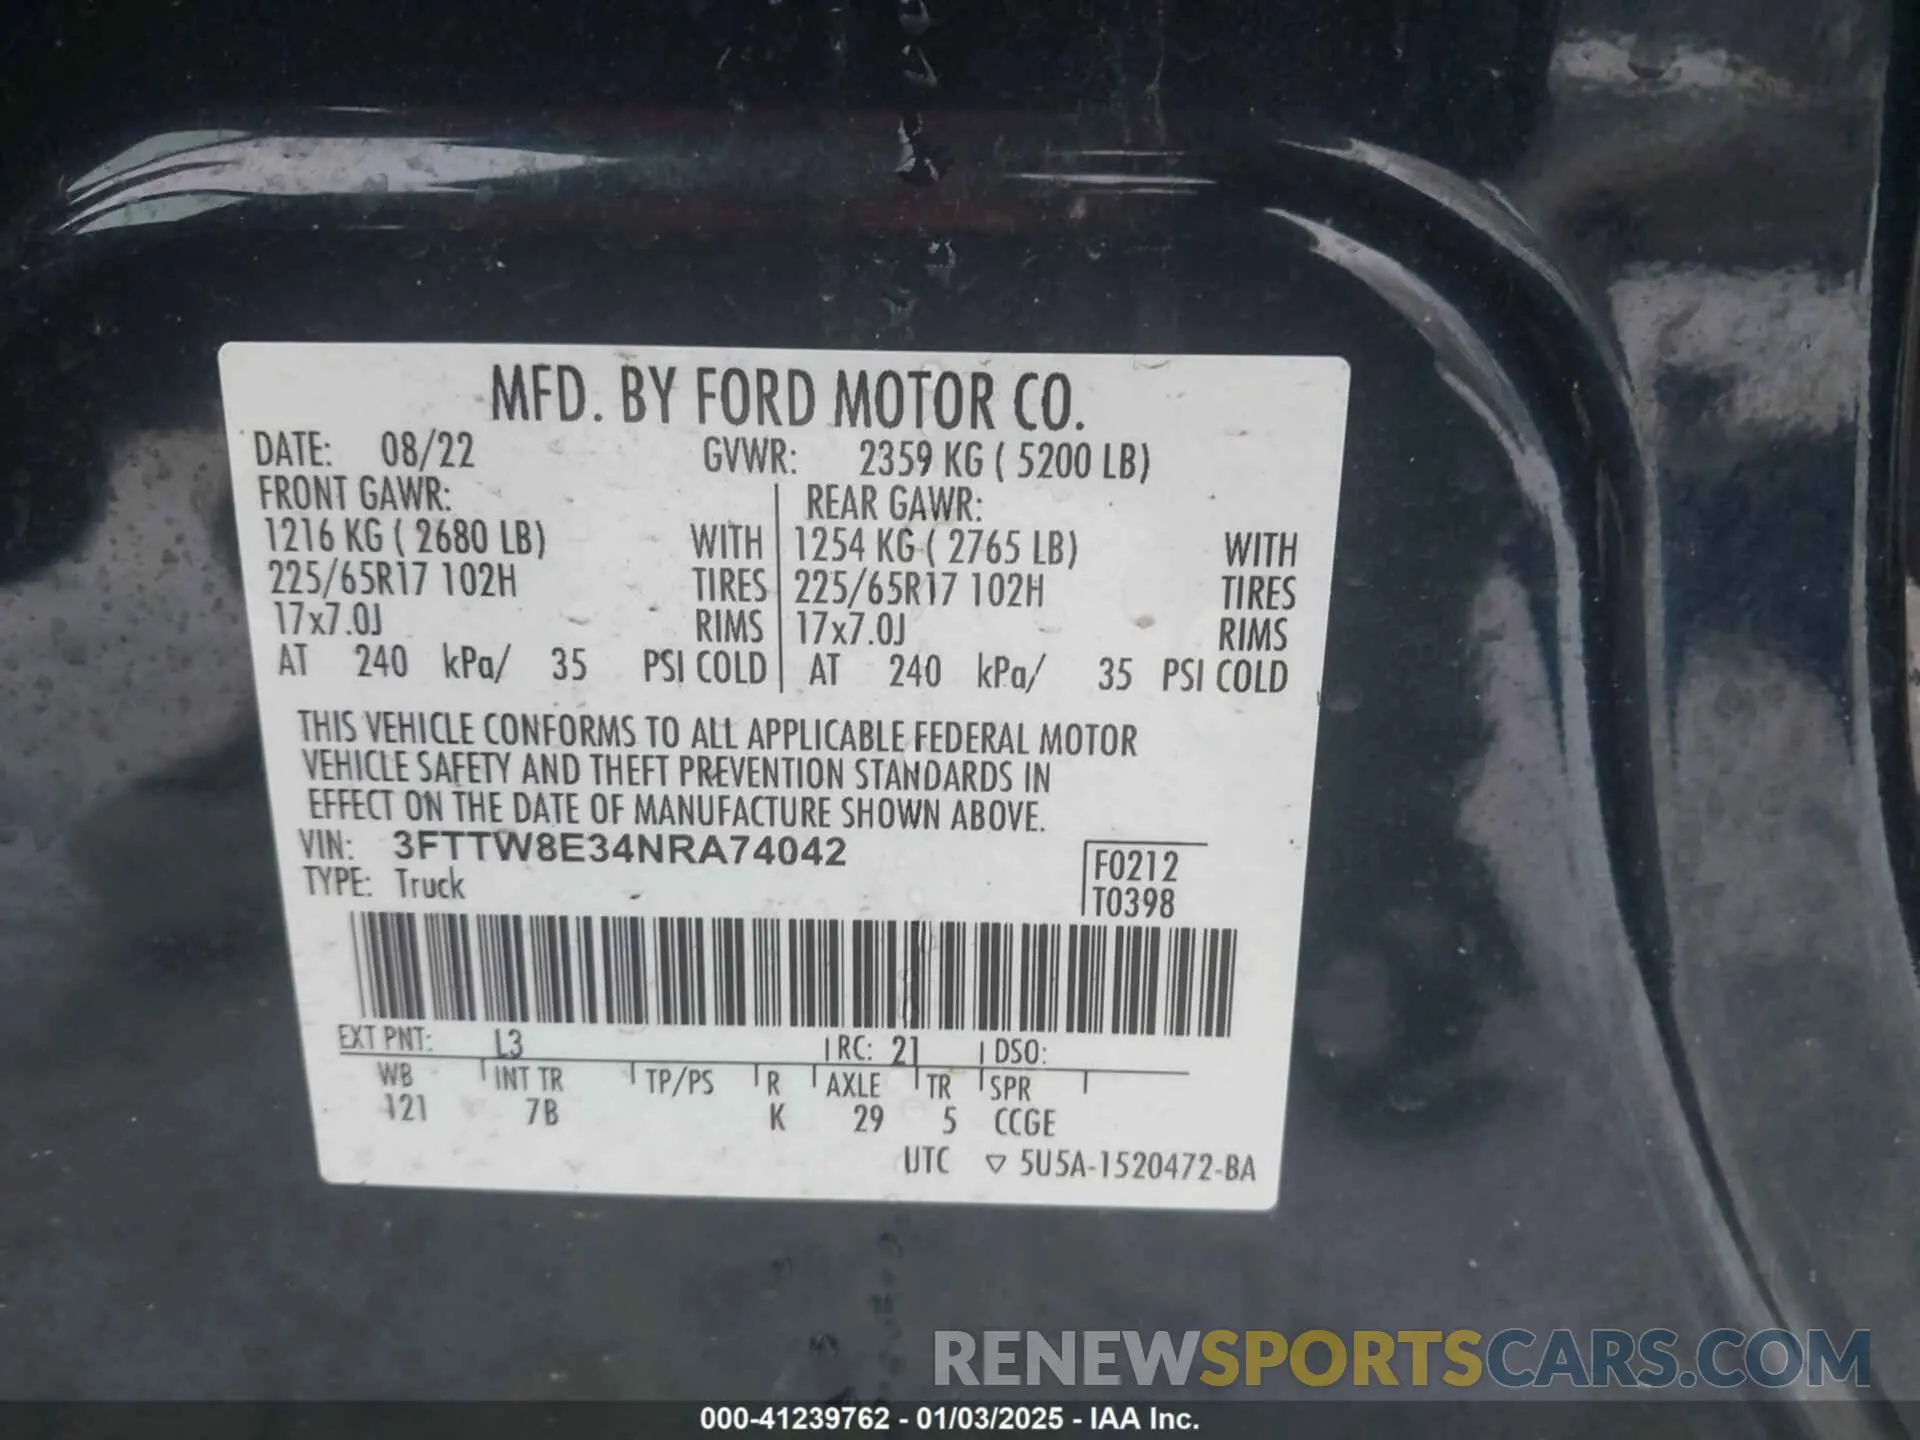 MFD. BY FORD MOTOR CO.
DATE: 08/22 GVWR: 2359 KG ( 5200 LB)
FRONT GAWR: REAR GAWR:
1216 KG ( 2680 LB) WITH 1254 KG ( 2765 LB) WITH
225/65R17 102H TIRES 225/65R17 102H TIRES
17x7.0J RIMS 17x7.0J RIMS
AT 240 kPa/ 35 PSI COLD AT 240 kPa/ 35 PSI COLD
THIS VEHICLE CONFORMS TO ALL APPLICABLE FEDERAL MOTOR
VEHICLE SAFETY AND THEFT PREVENTION STANDARDS IN
EFFECT ON THE DATE OF MANUFACTURE SHOWN ABOVE.
VIN: 3FTTW8E34NRA74042 F0212
TYPE: Truck T0398
EXT PNT: L3 RC: 21 DSO:
WB INT TR TP/PS R AXLE TR SPR
121 7B K 29 5 CCGE
UTC ▽ 5U5A-1520472-BA
RENEWSPORTSCARS.COM
000-41239762 - 01/03/2025 - IAA Inc.